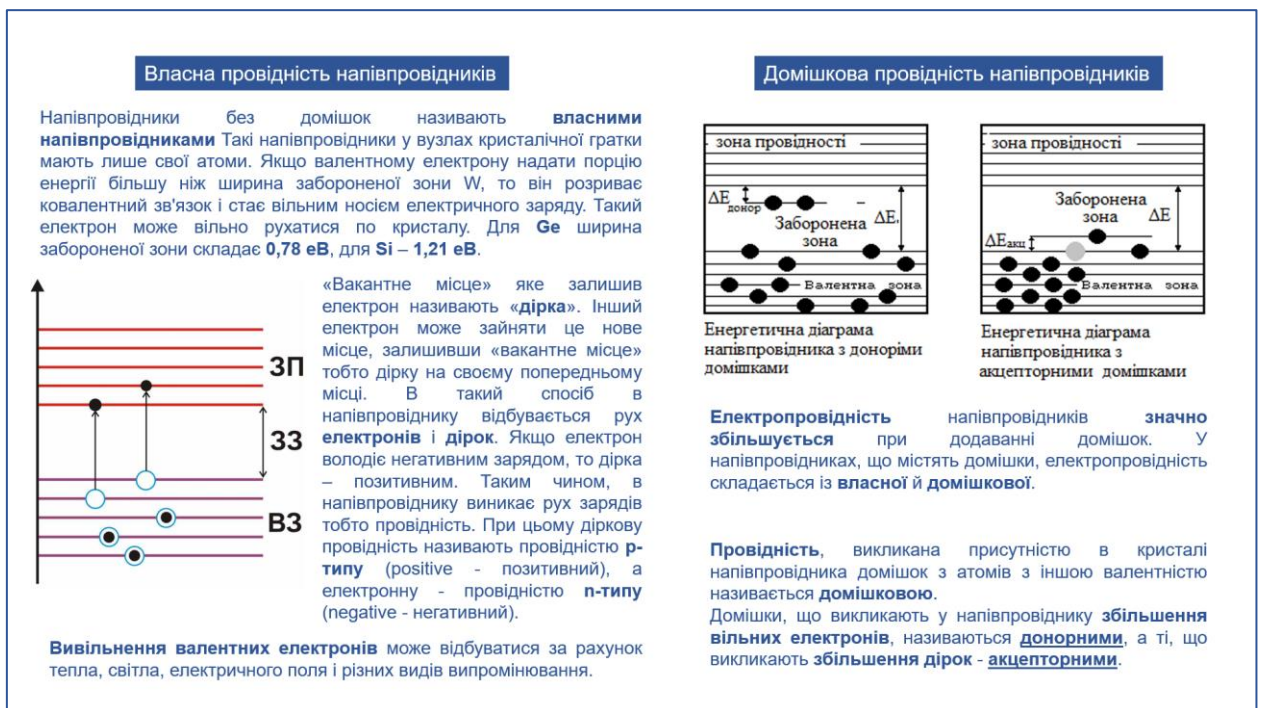 Власна провідність напівпровідників
Напівпровідники без домішок називають власними
напівпровідниками Такі напівпровідники у вузлах кристалічної гратки
мають лише свої атоми. Якщо валентному електрону надати порцію
енергії більшу ніж ширина забороненої зони W, то він розриває
ковалентний зв'язок і стає вільним носієм електричного заряду. Такий
електрон може вільно рухатися по кристалу. Для Ge ширина
забороненої зони складає 0,78 еВ, для Si – 1,21 еВ.
ЗП
ЗЗ
ВЗ
«Вакантне місце» яке залишив
електрон називають «дірка». Інший
електрон може зайняти це нове
місце, залишивши «вакантне місце»
тобто дірку на своєму попередньому
місці. В такий спосіб в
напівпровіднику відбувається рух
електронів і дірок. Якщо електрон
володіє негативним зарядом, то дірка
– позитивним. Таким чином, в
напівпровіднику виникає рух зарядів
тобто провідність. При цьому діркову
провідність називають провідністю p-
типу (positive - позитивний), а
електронну - провідністю n-типу
(negative - негативний).
Вивільнення валентних електронів може відбуватися за рахунок
тепла, світла, електричного поля і різних видів випромінювання.
Домішкова провідність напівпровідників
зона провідності
ΔE донор
Заборонена
зона
ΔE,
Валентна зона
Енергетична діаграма
напівпровідника з доноріми
домішками
зона провідності
Заборонена
зона
ΔE
ΔEакц
Валентна зона
Енергетична діаграма
напівпровідника з
акцепторними домішками
Електропровідність напівпровідників значно
збільшується при додаванні домішок. У
напівпровідниках, що містять домішки, електропровідність
складається із власної й домішкової.
Провідність, викликана присутністю в кристалі
напівпровідника домішок з атомів з іншою валентністю
називається домішковою.
Домішки, що викликають у напівпровіднику збільшення
вільних електронів, називаються донорними, а ті, що
викликають збільшення дірок - акцепторними.